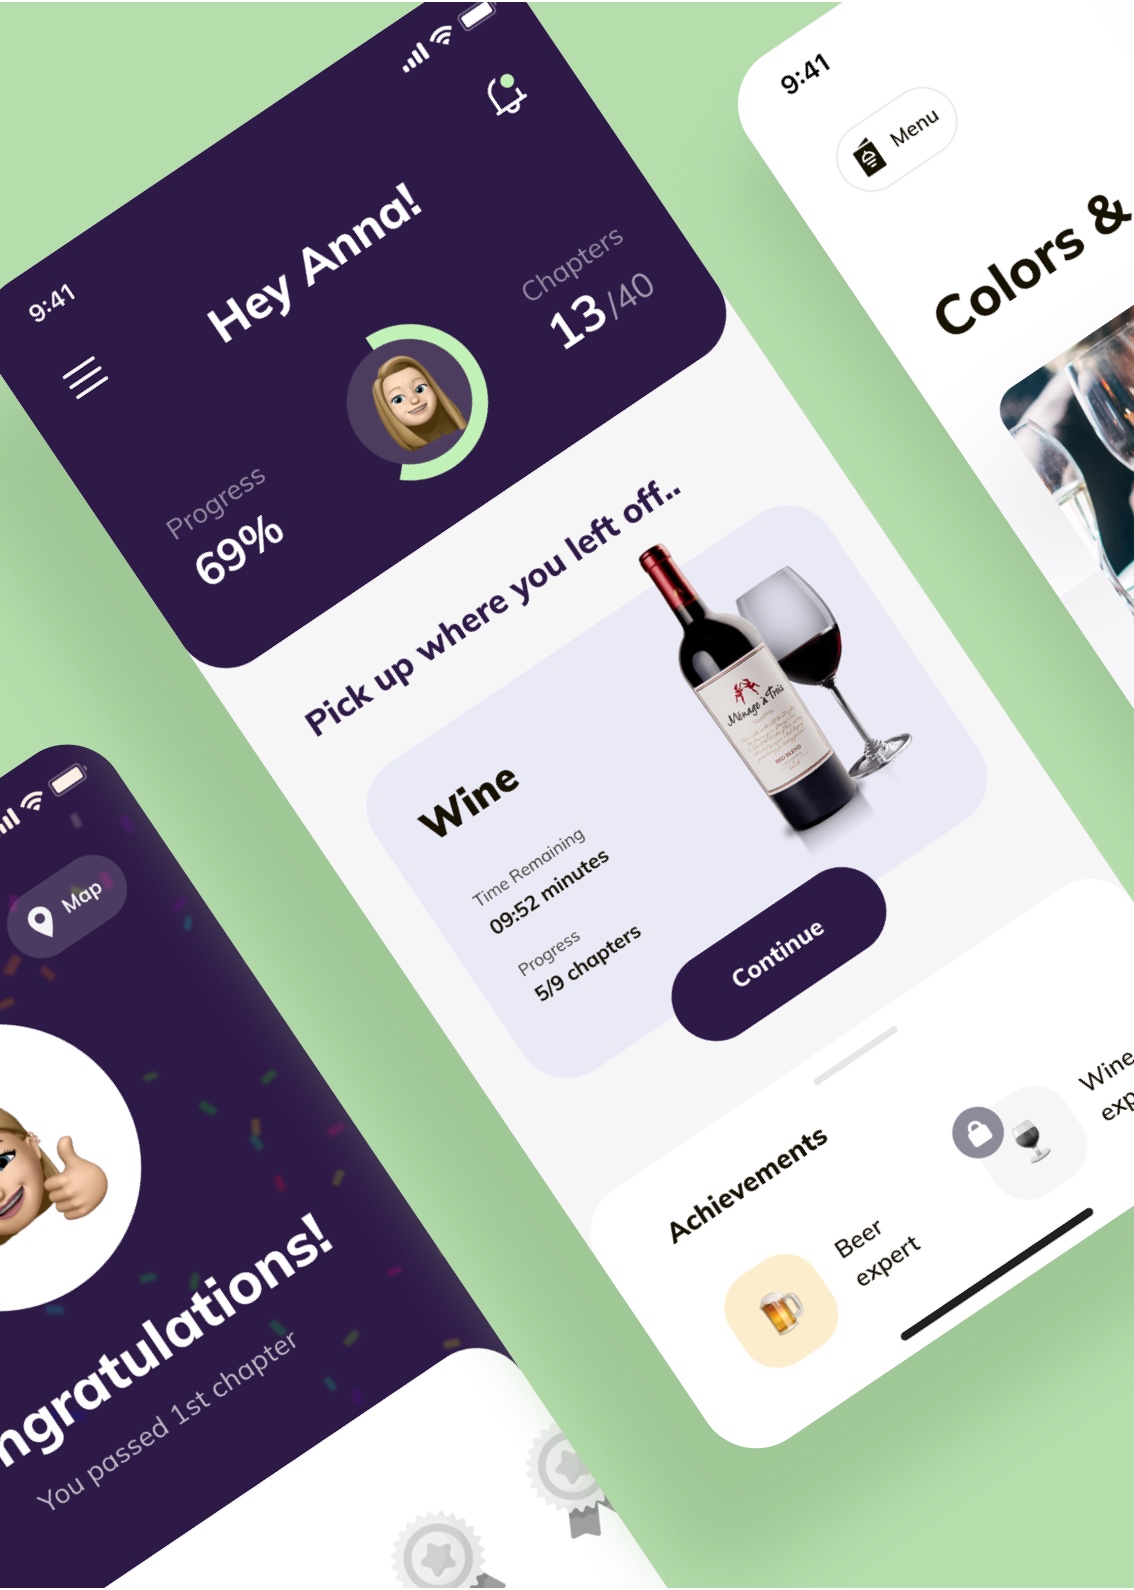 9:41
Hey Anna!
Progress
69%
Chapters
13/40
Pick up where you left off..
Wine
Time Remaining
09:52 minutes
Progress
5/9 chapters
Ménage à Trois
RED BLEND
Continue
Achievements
Beer
expert
Wine
9:41
Menu
Colors &
Map
You passed 1st chapter